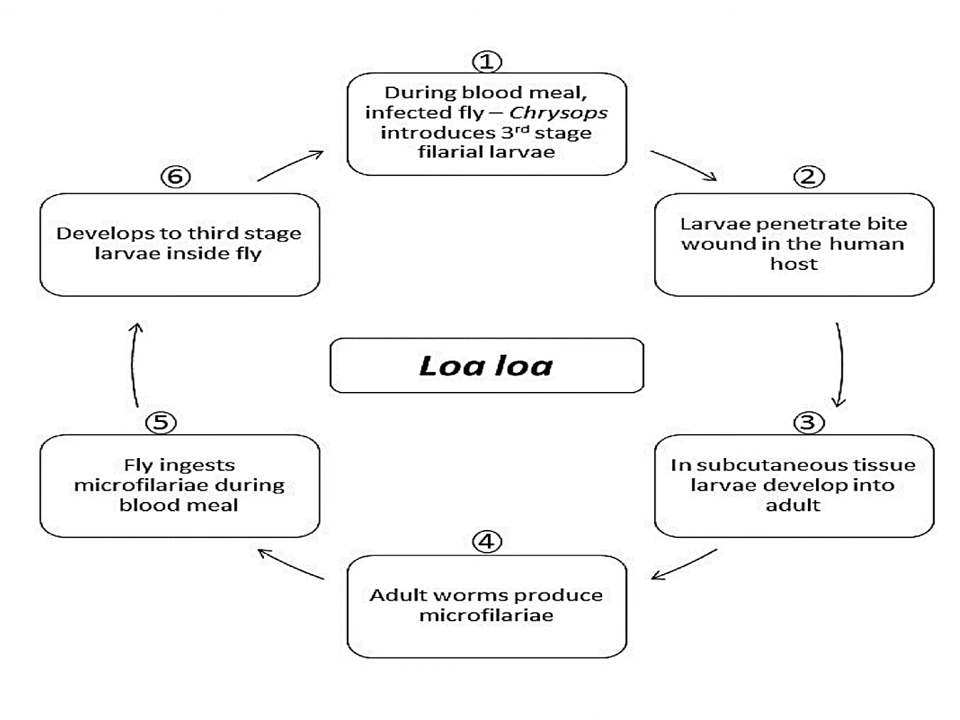 ①
During blood meal,
infected fly – Chrysops
introduces 3rd stage
filarial larvae
②
Larvae penetrate bite
wound in the human
host
③
In subcutaneous tissue
larvae develop into
adult
④
Adult worms produce
microfilariae
⑤
Fly ingests
microfilariae during
blood meal
⑥
Develops to third stage
larvae inside fly
Loa loa